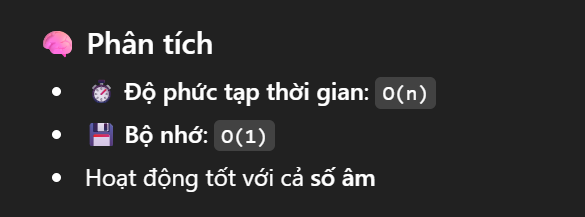 🧠 Phân tích
⏱️ Độ phức tạp thời gian: O(n)
💾 Bộ nhớ: O(1)
Hoạt động tốt với cả số âm